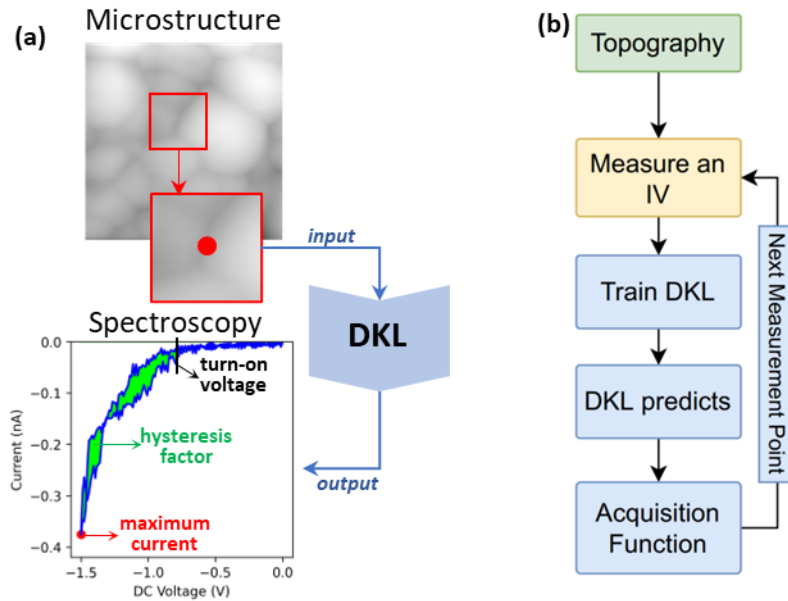 (a)
Microstructure
input
DKL
output
Spectroscopy
0.0
−0.1
−0.2
−0.3
−0.4
Current (nA)
turn-on
voltage
hysteresis
factor
maximum
current
−1.5
−1.0
−0.5
0.0
DC Voltage (V)
(b)
Topography
Measure an
IV
Train DKL
DKL predicts
Acquisition
Function
Next Measurement Point